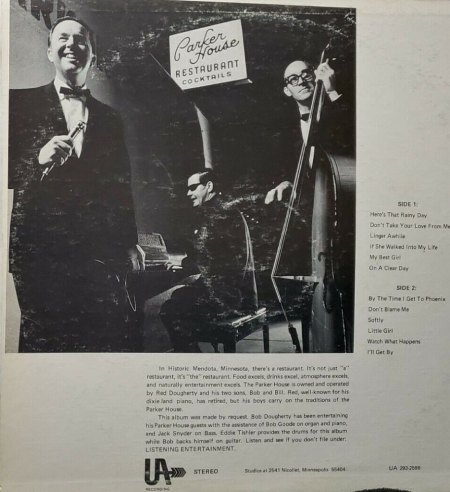 Parker
House
RESTAURANT
COCKTAILS
SIDE 1:
Here's That Rainy Day
Don't Take Your Love From Me
Linger Awhile
If She Walked Into My Life
My Best Girl
On A Clear Day
SIDE 2:
By The Time I Get To Phoenix
Don't Blame Me
Softly
Little Girl
Watch What Happens
I'll Get By
In Historic Mendota, Minnesota, there's a restaurant. It's not just "a"
restaurant, it's "the" restaurant. Food excels, drinks excel, atmosphere excels,
and naturally entertainment excels. The Parker House is owned and operated
by Red Dougherty and his two sons, Bob and Bill. Red, well-known for his
dixie land piano, has retired, but his boys carry on the traditions of the
Parker House.
This album was made by request. Bob Dougherty has been entertaining
his Parker House guests with the assistance of Bob Goode on organ and piano,
and Jack Snyder on Bass. Eddie Tishler provides the drums for this album
while Bob backs himself on guitar. Listen and see if you don't file under:
LISTENING ENTERTAINMENT.
UA
RECORDING
STEREO
Studios at 2541 Nicollet, Minneapolis 55404